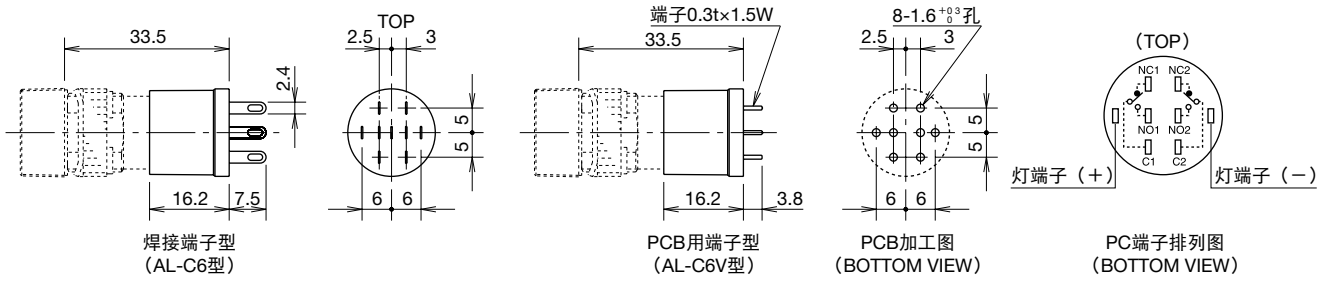 33.5
2.4
16.2
7.5
焊接端子型
（AL-C6型）
TOP
2.5
3
5
5
6
6
端子0.3t×1.5W
33.5
16.2
3.8
PCB用端子型
（AL-C6V型）
8-1.6 +0.3 0 孔
2.5
3
5
5
6
6
PCB加工图
（BOTTOM VIEW）
（TOP）
NC1 NC2
NO1 NO2
C1 C2
灯端子（＋）
灯端子（－）
PC端子排列图
（BOTTOM VIEW）